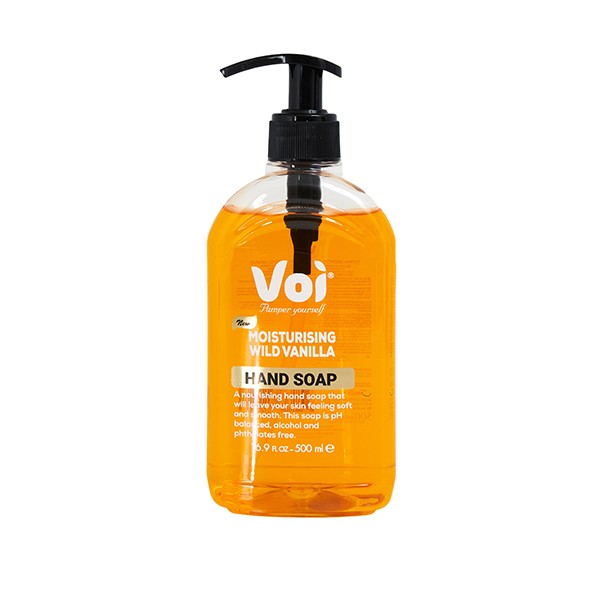 Voi®
Pamper yourself
New
MOISTURISING
WILD VANILLA
HAND SOAP
A nourishing hand soap that
will leave your skin feeling soft
and smooth. This soap is pH
balanced, alcohol and
phthalates free.
16.9 fl OZ - 500 ml ℮